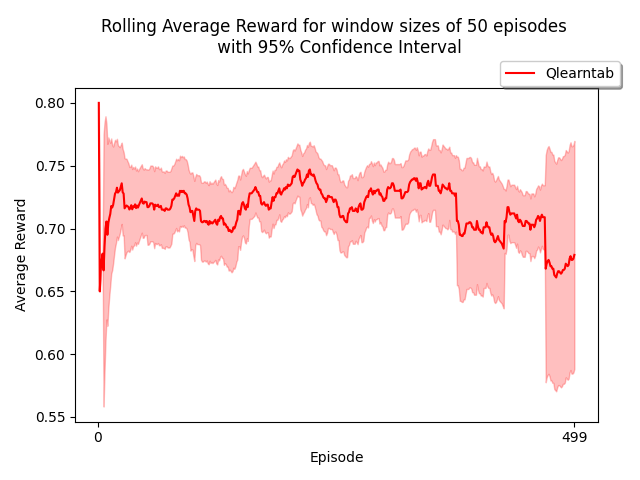 Rolling Average Reward for window sizes of 50 episodes
with 95% Confidence Interval
Qlearntab
0.80
0.75
0.70
0.65
0.60
0.55
Average Reward
0
499
Episode